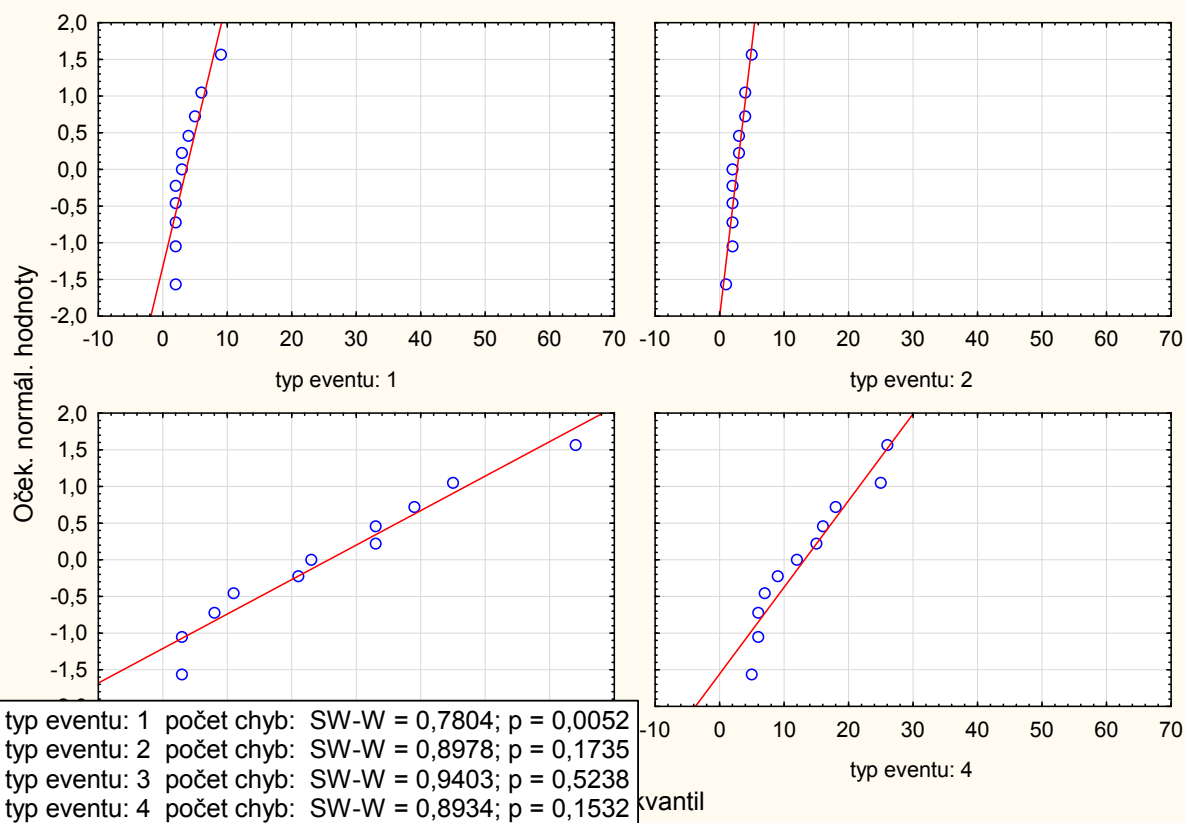 2,0
1,5
1,0
0,5
0,0
-0,5
-1,0
-1,5
-2,0
-10 0 10 20 30 40 50 60 70
typ eventu: 1
-10 0 10 20 30 40 50 60 70
typ eventu: 2
Oček. normál. hodnoty
2,0
1,5
1,0
0,5
0,0
-0,5
-1,0
-1,5
-10 0 10 20 30 40 50 60 70
typ eventu: 4
kvantil
typ eventu: 1 počet chyb: SW-W = 0,7804; p = 0,0052
typ eventu: 2 počet chyb: SW-W = 0,8978; p = 0,1735
typ eventu: 3 počet chyb: SW-W = 0,9403; p = 0,5238
typ eventu: 4 počet chyb: SW-W = 0,8934; p = 0,1532